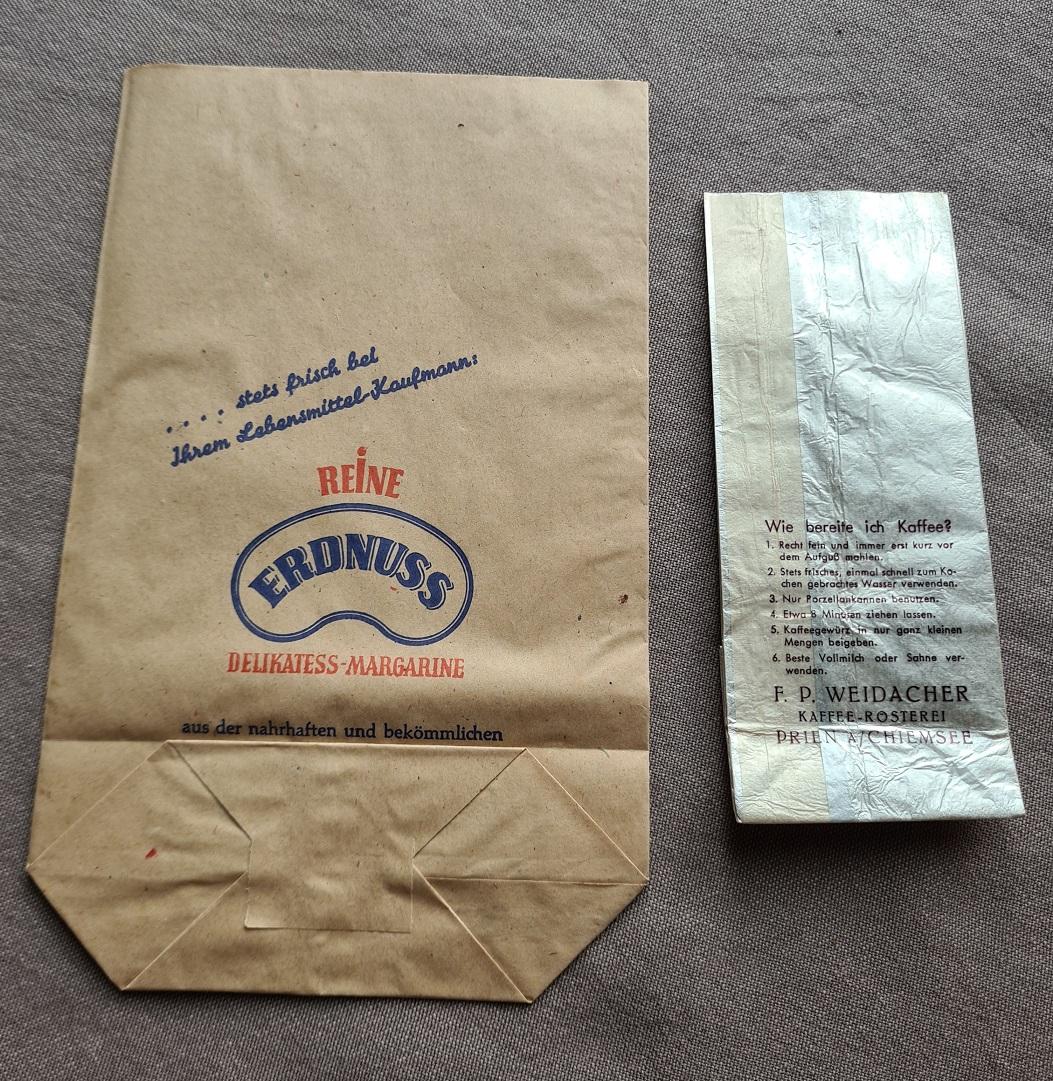 . . . . stets frisch bei
Ihrem Lebensmittel-Kaufmann:
REINE
ERDNUSS
DELIKATESS-MARGARINE
aus der nahrhaften und bekömmlichen
Wie bereite ich Kaffee?
1. Recht fein und immer erst kurz vor
dem Aufguß mahlen.
2. Stets frisches, einmal schnell zum Ko-
chen gebrachtes Wasser verwenden.
3. Nur Porzellankannen benutzen.
4. Etwa 8 Minuten ziehen lassen.
5. Kaffeegewürz in nur ganz kleinen
Mengen beigeben.
6. Beste Vollmilch oder Sahne ver-
wenden.
F. P. WEIDACHER
KAFFEE-RÖSTEREI
PRIEN A/CHIEMSEE